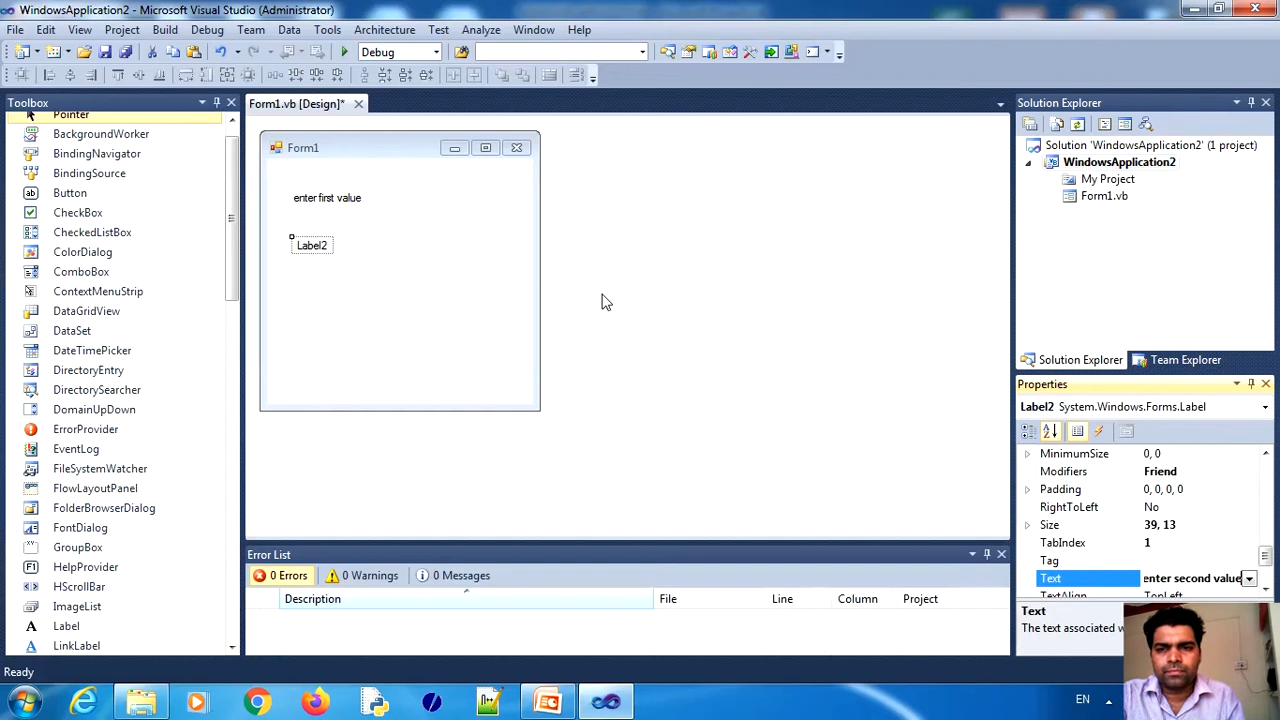 WindowsApplication2 - Microsoft Visual Studio (Administrator)
File Edit View Project Build Debug Team Data Tools Architecture Test Analyze Window Help
Debug
Toolbox
Pointer
BackgroundWorker
BindingNavigator
BindingSource
Button
CheckBox
CheckedListBox
ColorDialog
ComboBox
ContextMenuStrip
DataGridView
DataSet
DateTimePicker
DirectoryEntry
DirectorySearcher
DomainUpDown
ErrorProvider
EventLog
FileSystemWatcher
FlowLayoutPanel
FolderBrowserDialog
FontDialog
GroupBox
HelpProvider
HScrollBar
ImageList
Label
LinkLabel
Form1.vb [Design]*
Form1
enter first value
Label2
Error List
0 Errors 0 Warnings 0 Messages
Description File Line Column Project
Solution Explorer
Solution 'WindowsApplication2' (1 project)
WindowsApplication2
My Project
Form1.vb
Solution Explorer Team Explorer
Properties
Label2 System.Windows.Forms.Label
MinimumSize 0, 0
Modifiers Friend
Padding 0, 0, 0, 0
RightToLeft No
Size 39, 13
TabIndex 1
Tag
Text enter second value
TextAlign TopLeft
Text
The text associated
Ready
EN